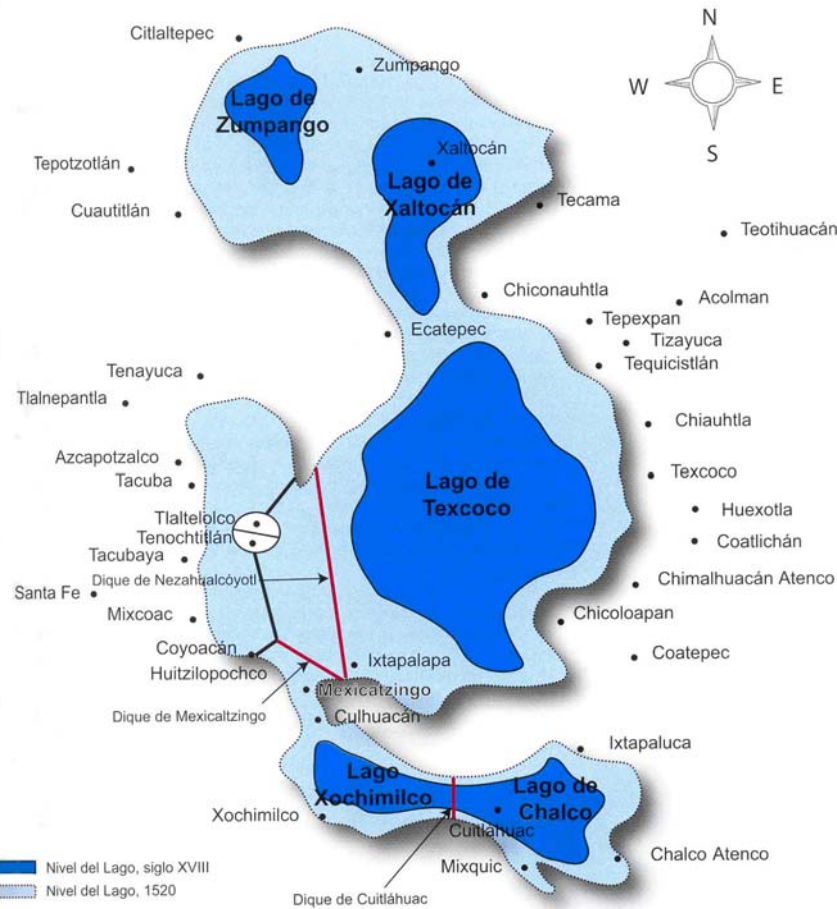 Citlaltepec
N
Zumpango
Lago de
Zumpango
W
E
S
Xaltocán
Tepotzotlán
Lago de
Xaltocán
Tecama
Cuautitlán
Teotihuacán
Chiconauhtla
Acolman
Tepexpan
Ecatepec
Tizayuca
Tequicistlán
Tenayuca
Tlalnepantla
Chiauhtla
Azcapotzalco
Tacuba
Lago de
Texcoco
Texcoco
Huexotla
Tlaltelolco
Tenochtitlán
Coatlichán
Tacubaya
Dique de Nezahualcóyotl
Chimalhuacán Atenco
Santa Fe
Mixcoac
Chicoloapan
Coyoacán
Huitzilopochco
Ixtapalapa
Coatepec
Mexicatzingo
Dique de Mexicaltzingo
Culhuacán
Ixtapaluca
Lago
Xochimilco
Lago de
Chalco
Xochimilco
Cuitlahuac
Chalco Atenco
Mixquic
Nivel del Lago, siglo XVIII
Nivel del Lago, 1520
Dique de Cuitláhuac